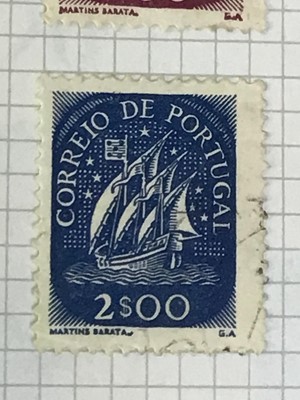 MARTINS BARATA. G.A
CORREIO DE PORTUGAL
2$00
MARTINS BARATA. G.A